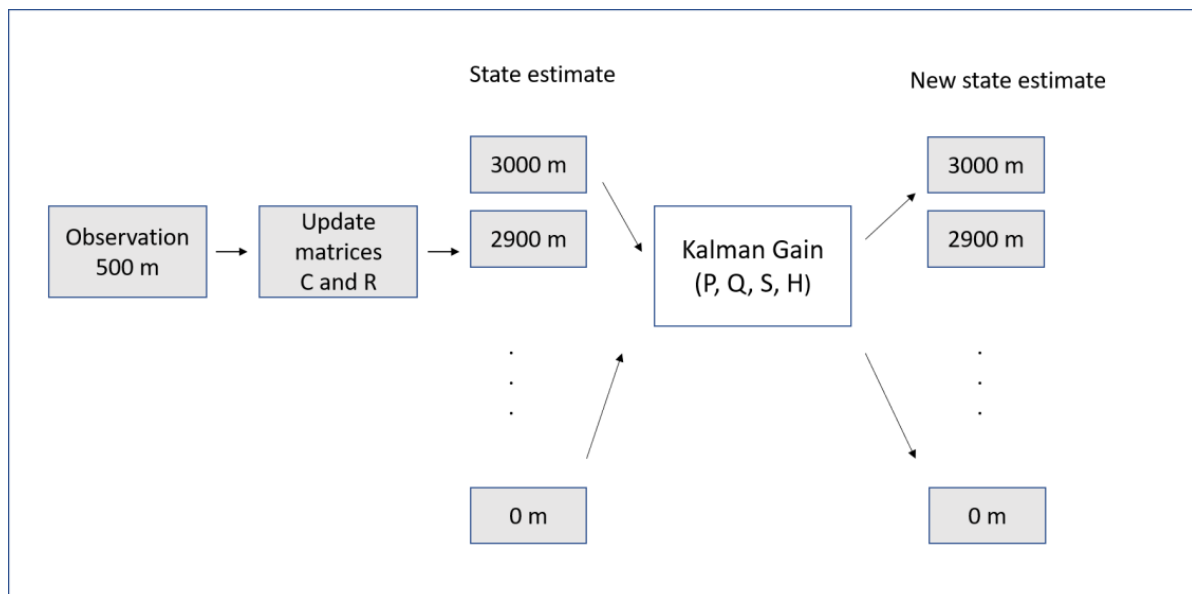 State estimate
New state estimate
3000 m
3000 m
Observation
500 m
Update
matrices
C and R
2900 m
Kalman Gain
(P, Q, S, H)
2900 m
.
.
.
.
.
.
0 m
0 m